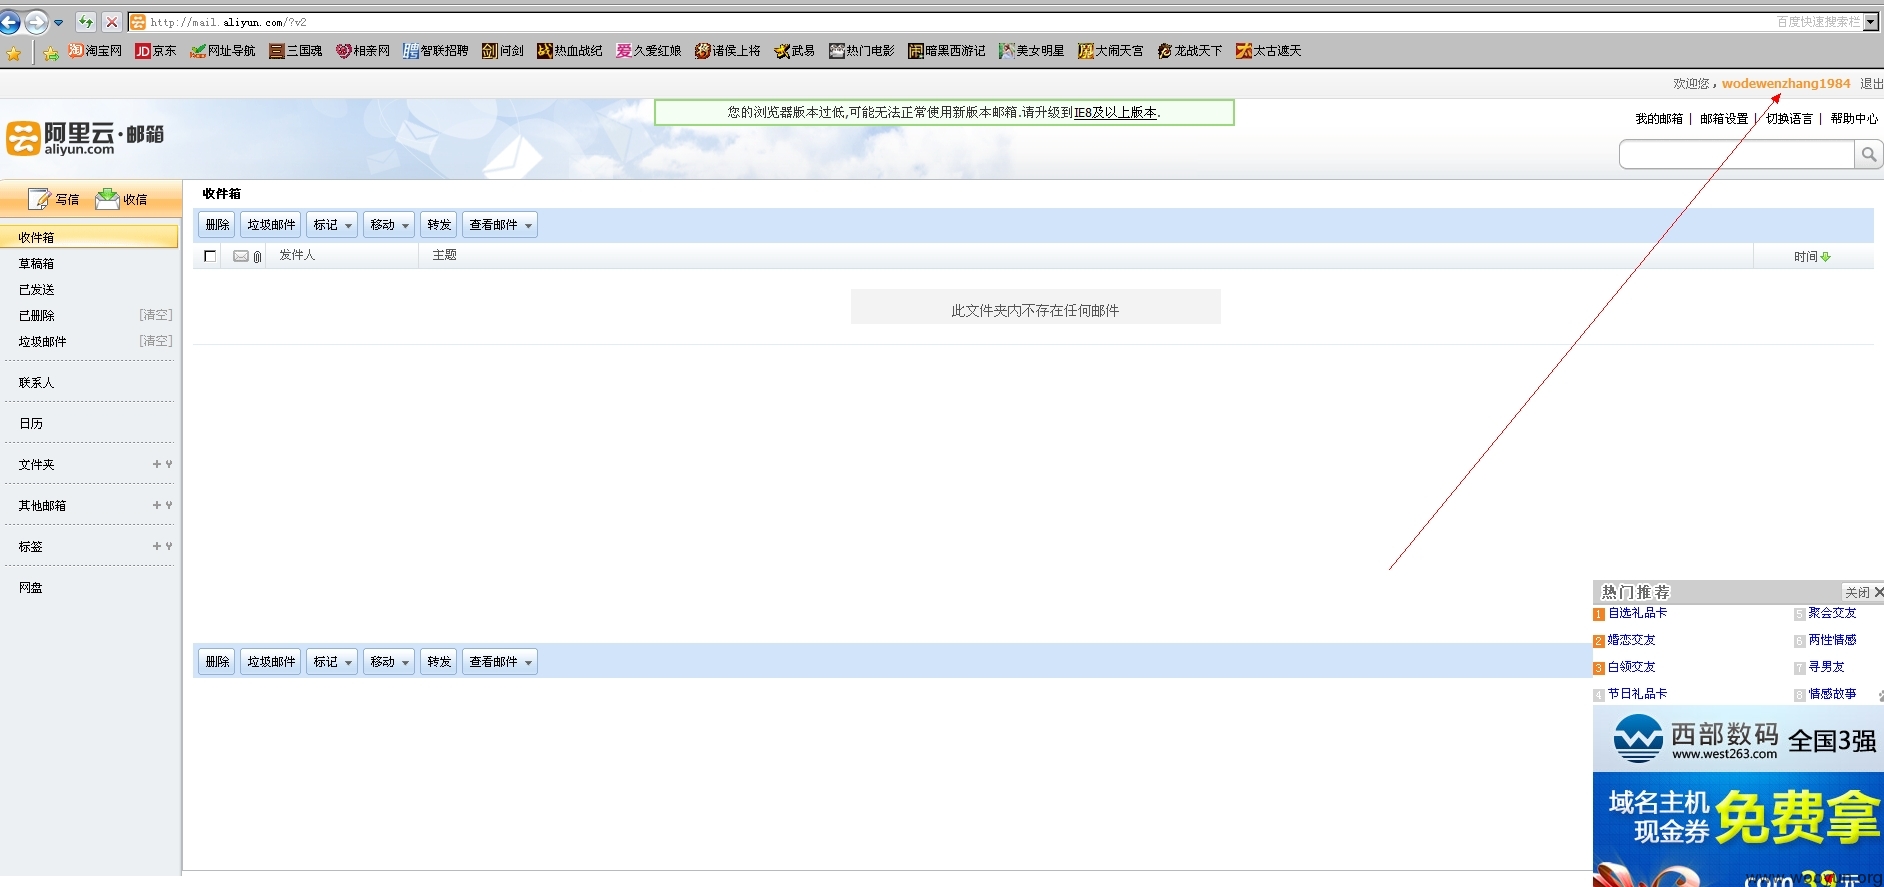 http://mail.aliyun.com/?v2 百度快速搜索栏
淘宝网 JD 京东 网址导航 三国魂 相亲网 智联招聘 问剑 热血战纪 久爱红娘 诸侯上将 武易 热门电影 暗黑西游记 美女明星 大闹天宫 龙战天下 太古遮天
欢迎您，wodewenzhang1984 退出
您的浏览器版本过低,可能无法正常使用新版本邮箱.请升级到IE8及以上版本.
我的邮箱 | 邮箱设置 | 切换语言 | 帮助中心
阿里云·邮箱
aliyun.com
写信 收信
收件箱
草稿箱
已发送
已删除 [清空]
垃圾邮件 [清空]
联系人
日历
文件夹
其他邮箱
标签
网盘
收件箱
删除 垃圾邮件 标记 移动 转发 查看邮件
发件人 主题 时间
此文件夹内不存在任何邮件
删除 垃圾邮件 标记 移动 转发 查看邮件
热门推荐 关闭
1 自选礼品卡 5 聚会交友
2 婚恋交友 6 两性情感
3 白领交友 7 寻男友
4 节日礼品卡 8 情感故事
西部数码 全国3强
www.west263.com
域名主机
现金券
免费拿
.com 39元
www.wooyun.org